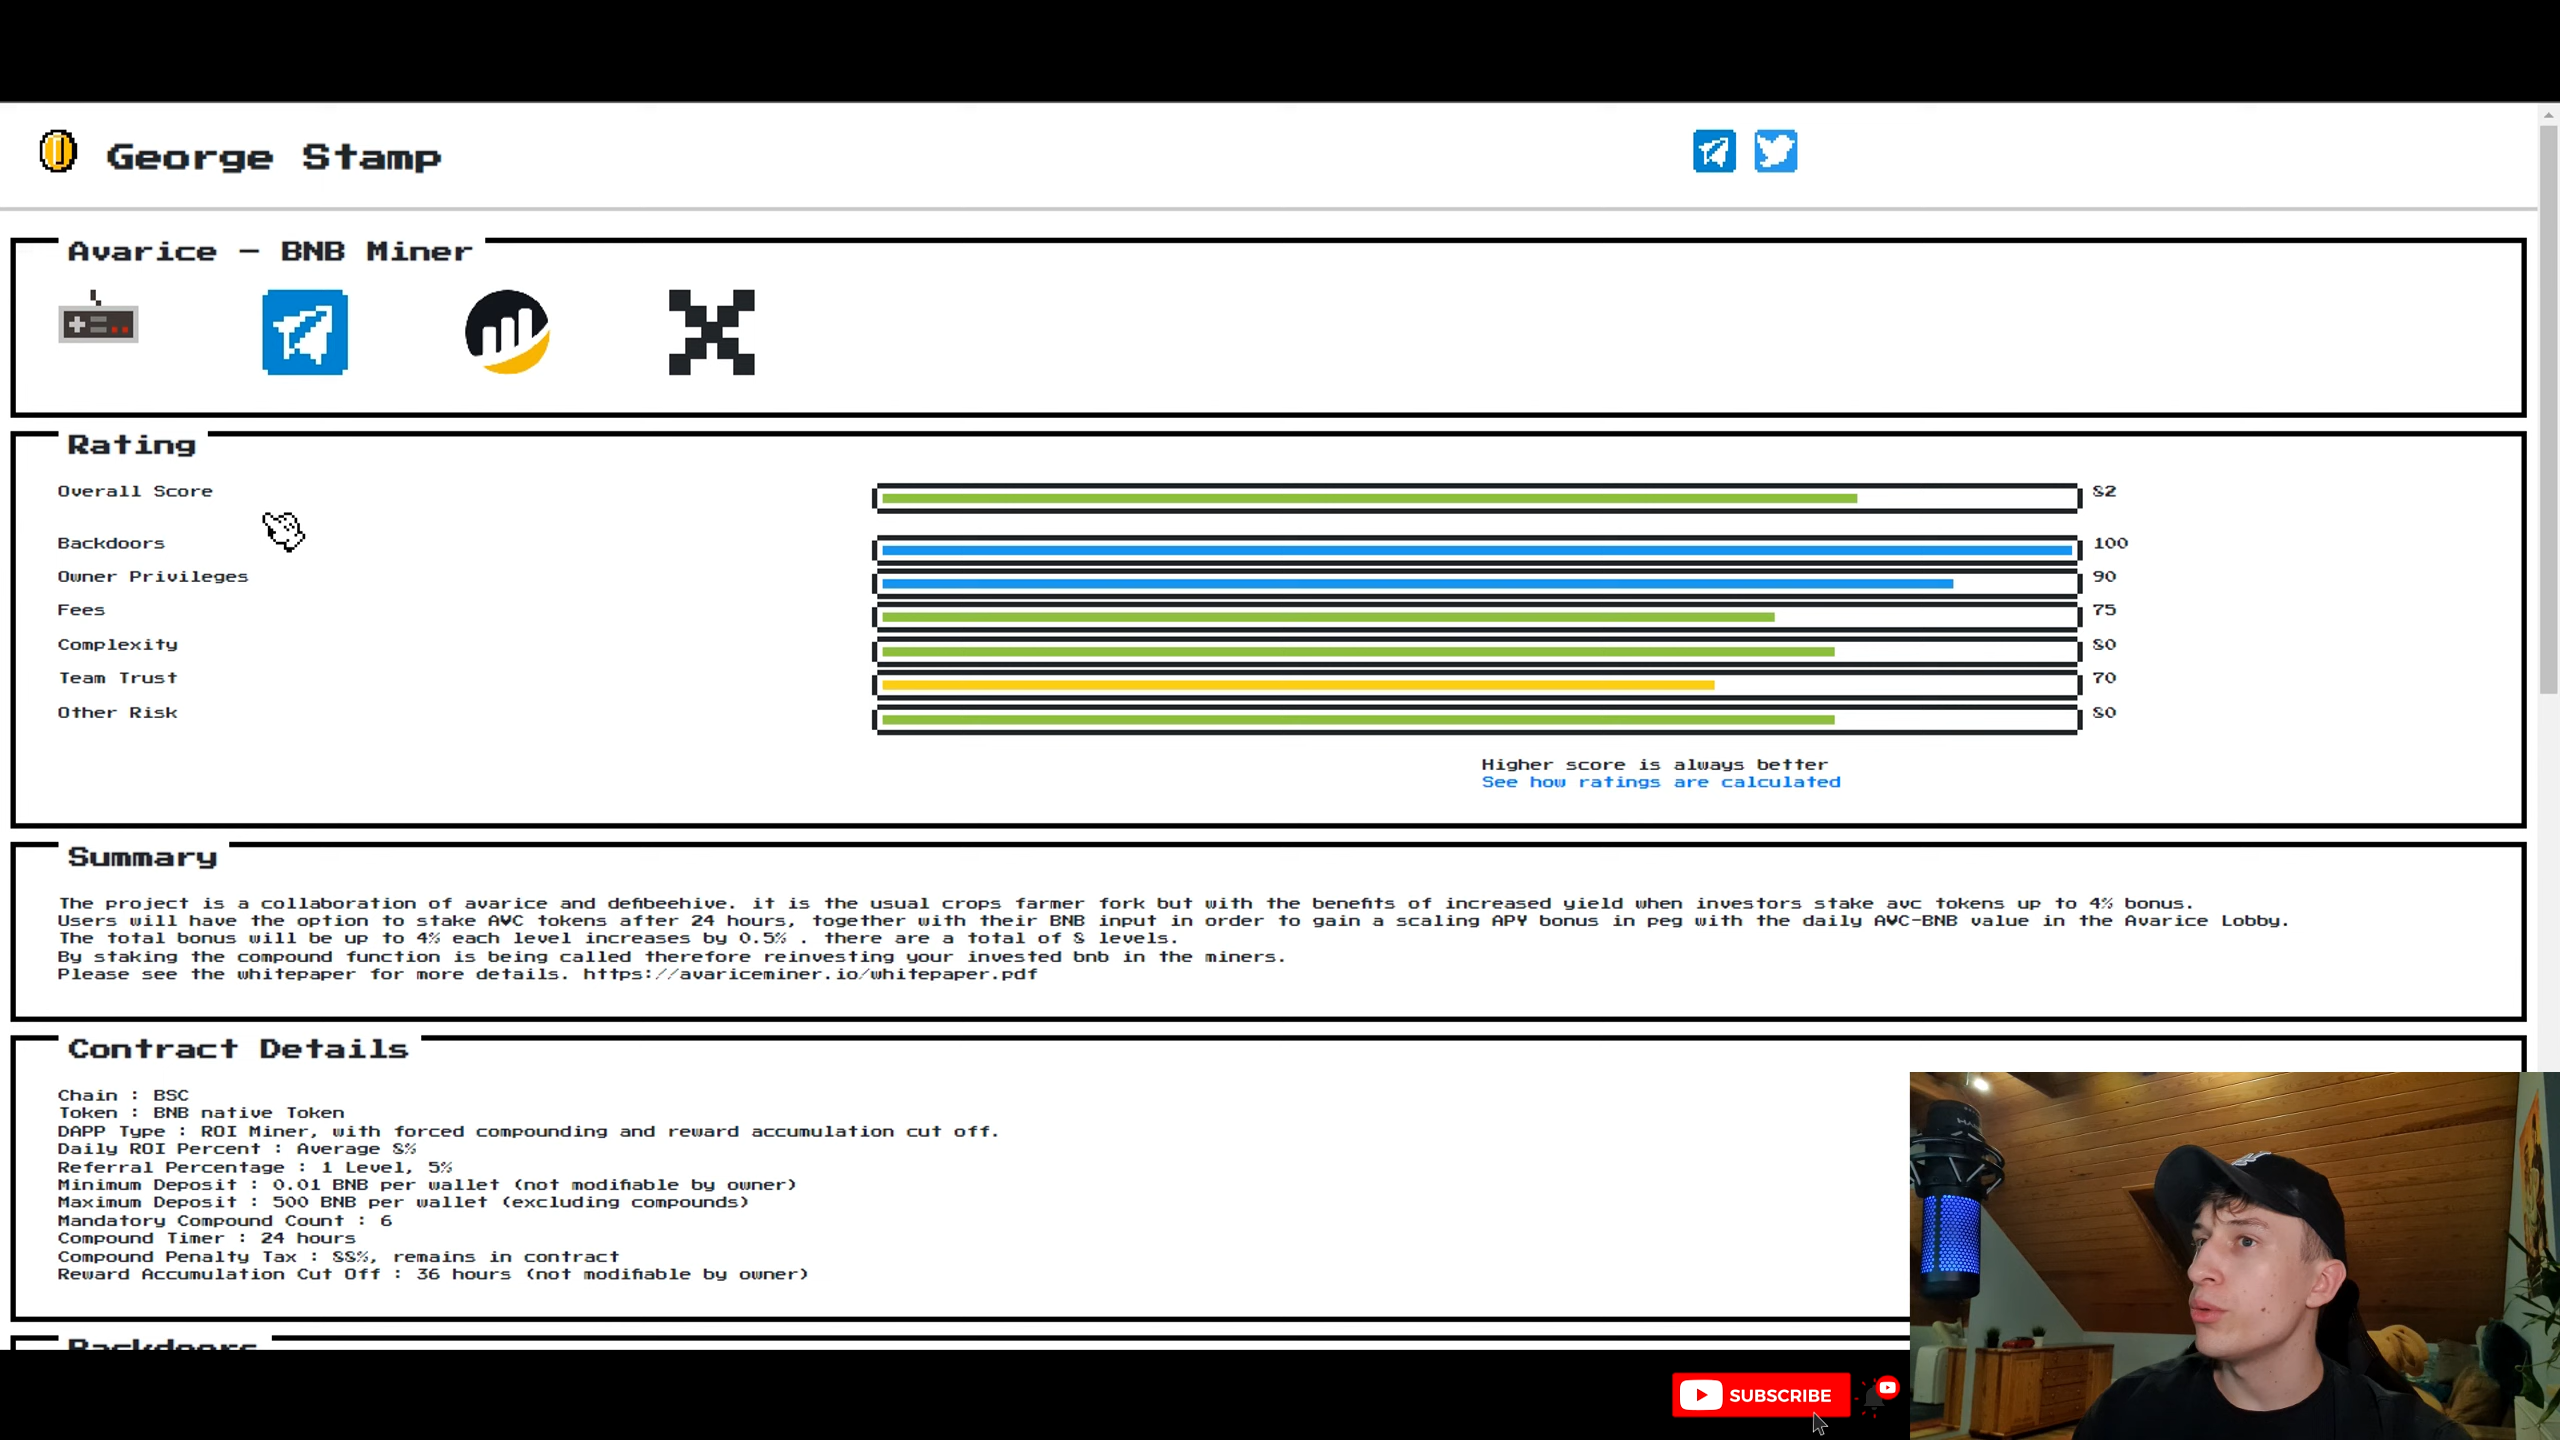 George Stamp
Avarice - BNB Miner
Rating
Overall Score 82
Backdoors 100
Owner Privileges 90
Fees 75
Complexity 80
Team Trust 70
Other Risk 80
Higher score is always better
See how ratings are calculated
Summary
The project is a collaboration of avarice and defibeehive. it is the usual crops farmer fork but with the benefits of increased yield when investors stake avc tokens up to 4% bonus.
Users will have the option to stake AVC tokens after 24 hours, together with their BNB input in order to gain a scaling APY bonus in peg with the daily AVC-BNB value in the Avarice Lobby.
The total bonus will be up to 4% each level increases by 0.5% . there are a total of 8 levels.
By staking the compound function is being called therefore reinvesting your invested bnb in the miners.
Please see the whitepaper for more details. https://avariceminer.io/whitepaper.pdf
Contract Details
Chain : BSC
Token : BNB native Token
DAPP Type : ROI Miner, with forced compounding and reward accumulation cut off.
Daily ROI Percent : Average 8%
Referral Percentage : 1 Level, 5%
Minimum Deposit : 0.01 BNB per wallet (not modifiable by owner)
Maximum Deposit : 500 BNB per wallet (excluding compounds)
Mandatory Compound Count : 6
Compound Timer : 24 hours
Compound Penalty Tax : 88%, remains in contract
Reward Accumulation Cut Off : 36 hours (not modifiable by owner)
Backdoors
SUBSCRIBE